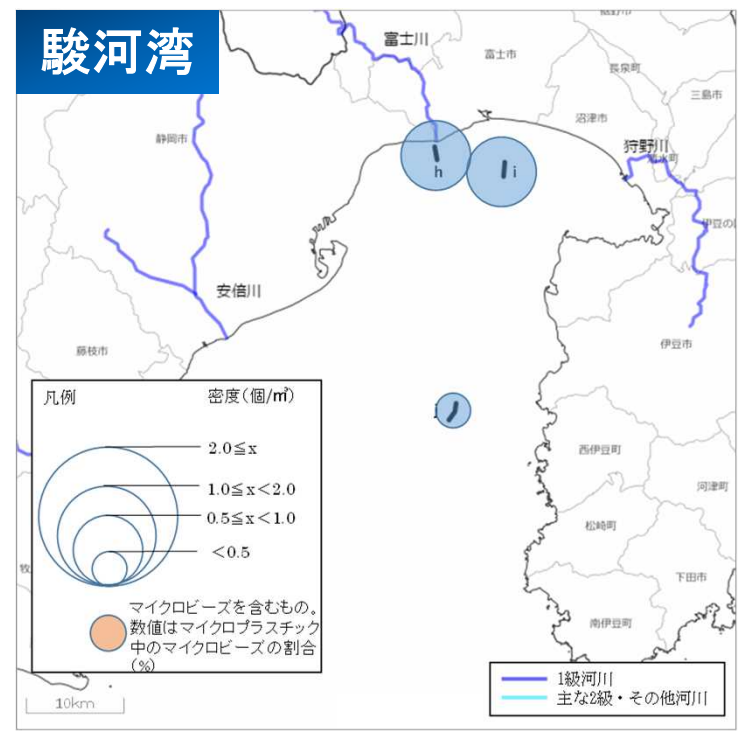 駿河湾
富士川
富士市
長泉町
三島市
沼津市
静岡市
狩野川
清水町
h
i
伊豆の
安倍川
伊豆市
藤枝市
j
凡例
密度(個/㎥)
2.0≦x
1.0≦x<2.0
0.5≦x<1.0
<0.5
マイクロビーズを含むもの。
数値はマイクロプラスチック
中のマイクロビーズの割合
(%)
西伊豆町
河津町
松崎町
下田市
南伊豆町
牧
10km
1級河川
主な2級・その他河川